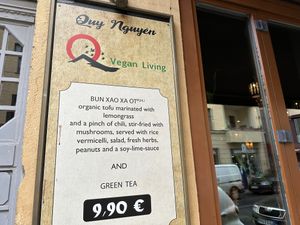 Quy Nguyen
Vegan Living
BUN XAO XA OT
organic tofu marinated with
lemongrass
and a pinch of chili, stir-fried with
mushrooms, served with rice
vermicelli, salad, fresh herbs,
peanuts and a soy-lime-sauce
AND
GREEN TEA
9,90 €